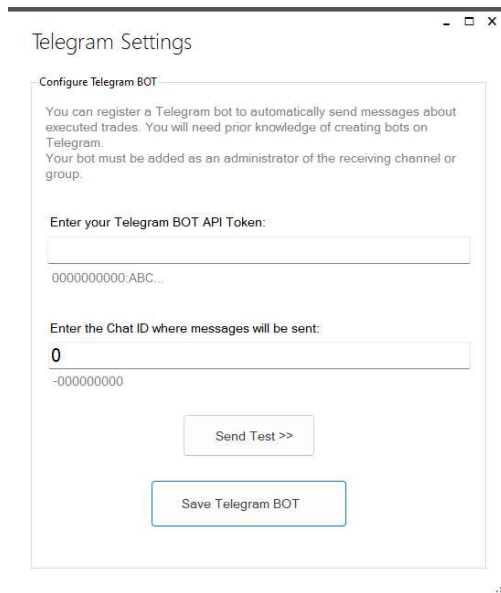 Telegram Settings
Configure Telegram BOT
You can register a Telegram bot to automatically send messages about
executed trades. You will need prior knowledge of creating bots on
Telegram.
Your bot must be added as an administrator of the receiving channel or
group.
Enter your Telegram BOT API Token:
0000000000:ABC...
Enter the Chat ID where messages will be sent:
0
-000000000
Send Test >>
Save Telegram BOT